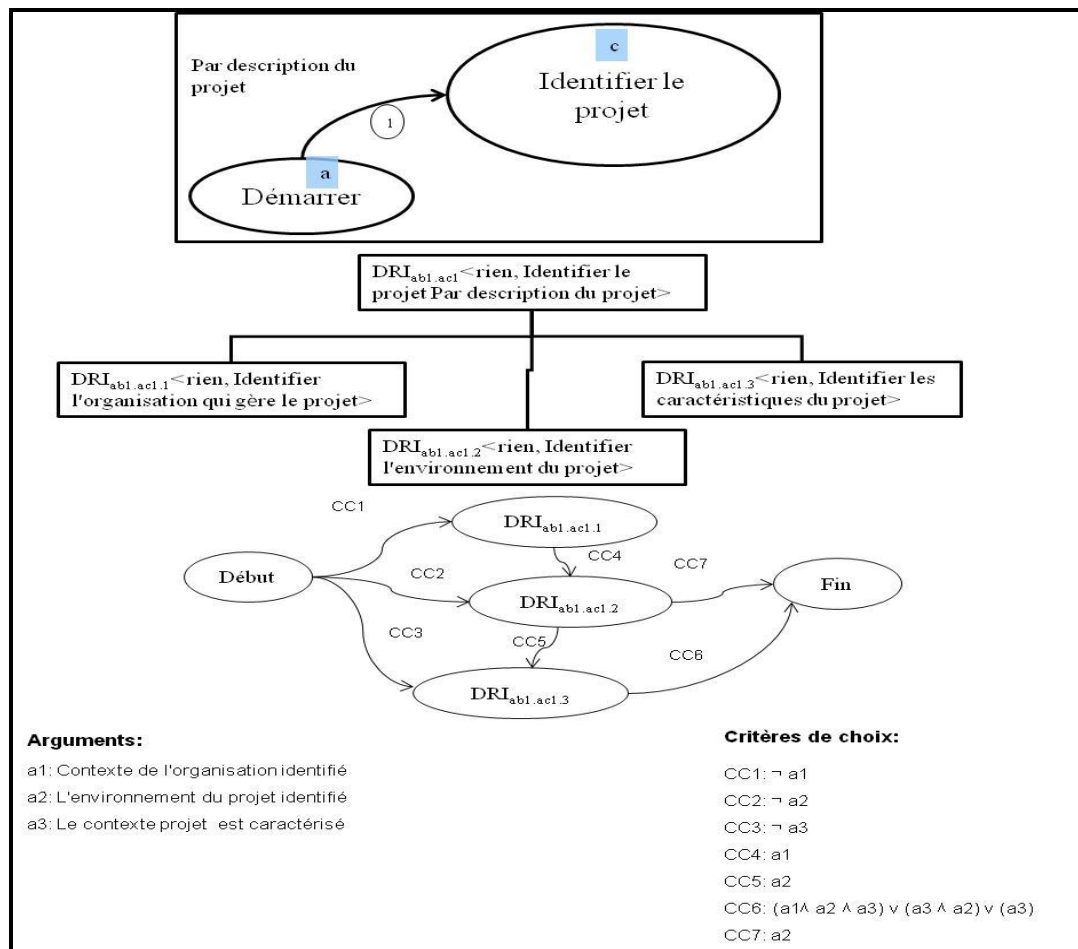 c
Par description du
projet
Identifier le
projet
1
a
Démarrer
DRIab1.ac1<rien, Identifier le
projet Par description du projet>
DRIab1.ac1.1<rien, Identifier
l'organisation qui gère le projet>
DRIab1.ac1.3<rien, Identifier les
caractéristiques du projet>
DRIab1.ac1.2<rien, Identifier
l'environnement du projet>
CC1
DRIab1.ac1.1
CC4
CC2
CC7
Début
Fin
DRIab1.ac1.2
CC3
CC5
CC6
DRIab1.ac1.3
Arguments:
a1: Contexte de l'organisation identifié
a2: L'environnement du projet identifié
a3: Le contexte projet est caractérisé
Critères de choix:
CC1: ¬ a1
CC2: ¬ a2
CC3: ¬ a3
CC4: a1
CC5: a2
CC6: (a1∧ a2 ∧ a3) ∨ (a3 ∧ a2) ∨ (a3)
CC7: a2